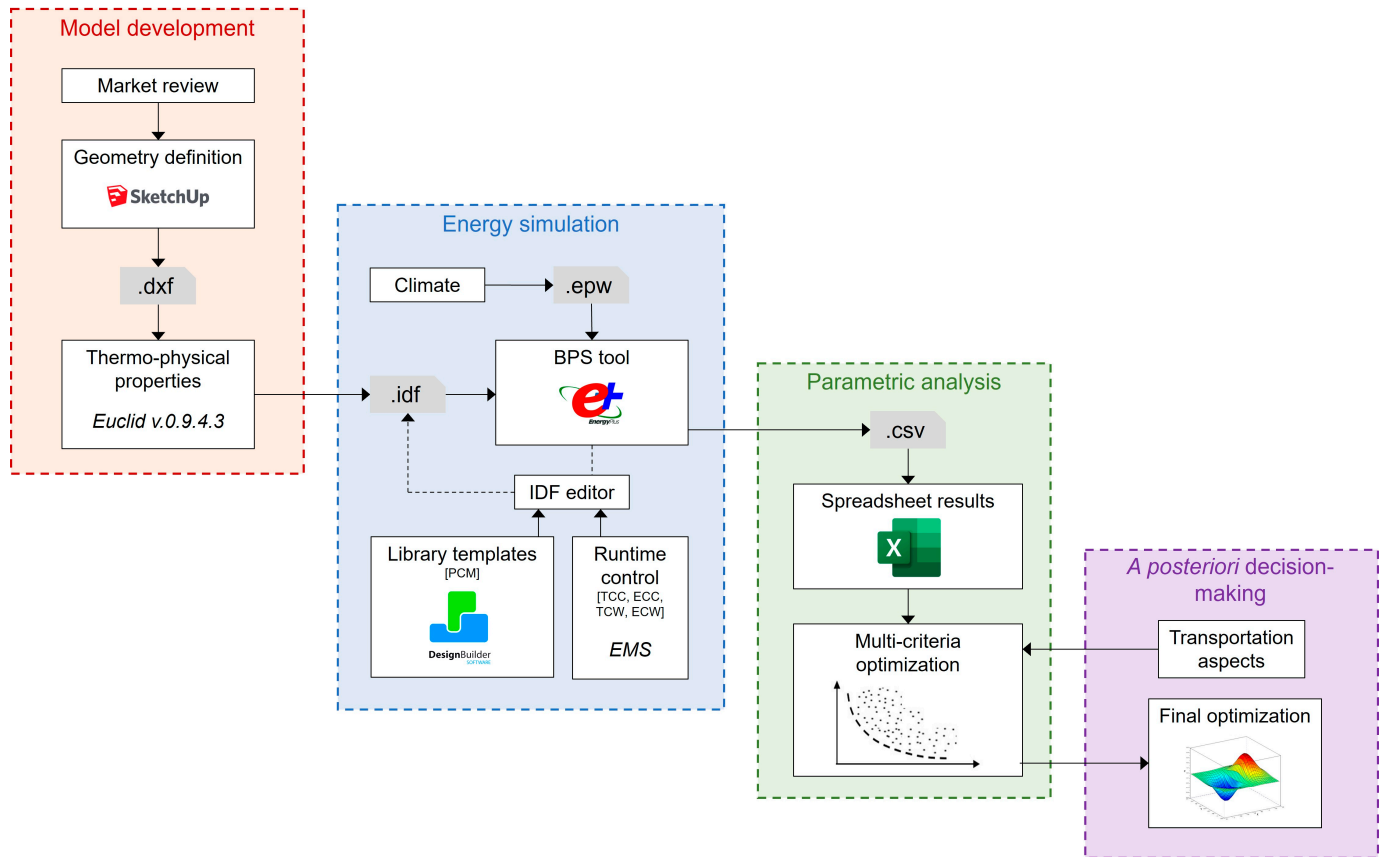 Model development
Market review
Geometry definition
SketchUp
.dxf
Thermo-physical
properties
Euclid v.0.9.4.3
Energy simulation
Climate
.epw
.idf
BPS tool
e+
EnergyPlus
IDF editor
Library templates
[PCM]
DesignBuilder
SOFTWARE
Runtime
control
[TCC, ECC,
TCW, ECW]
EMS
Parametric analysis
.csv
Spreadsheet results
X
Multi-criteria
optimization
A posteriori decision-
making
Transportation
aspects
Final optimization